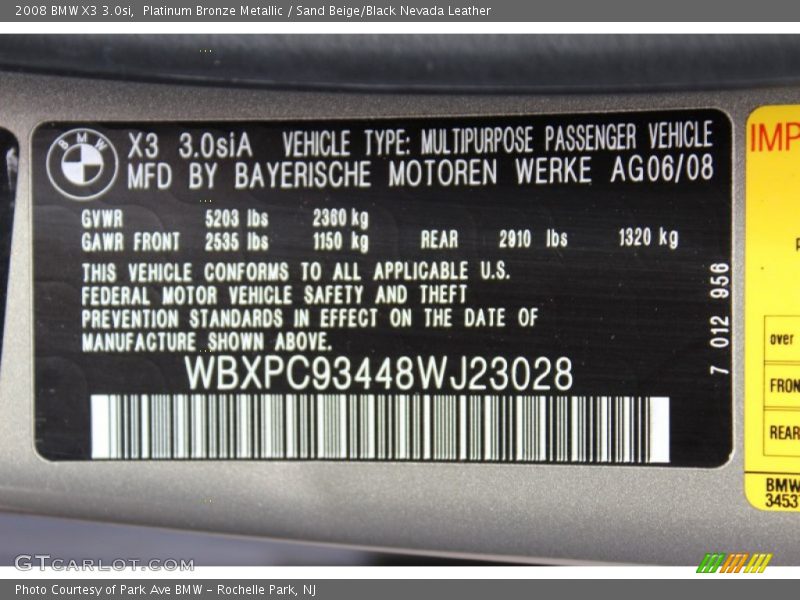 2008 BMW X3 3.0si, Platinum Bronze Metallic / Sand Beige/Black Nevada Leather
BMW
X3 3.0siA VEHICLE TYPE: MULTIPURPOSE PASSENGER VEHICLE
MFD BY BAYERISCHE MOTOREN WERKE AG06/08
GVWR 5203 lbs 2360 kg
GAWR FRONT 2535 lbs 1150 kg REAR 2910 lbs 1320 kg
THIS VEHICLE CONFORMS TO ALL APPLICABLE U.S.
FEDERAL MOTOR VEHICLE SAFETY AND THEFT
PREVENTION STANDARDS IN EFFECT ON THE DATE OF
MANUFACTURE SHOWN ABOVE.
WBXPC93448WJ23028
7 012 956
IMP
over
FRON
REAR
BMW
3453
GTCARLOT.COM
Photo Courtesy of Park Ave BMW - Rochelle Park, NJ